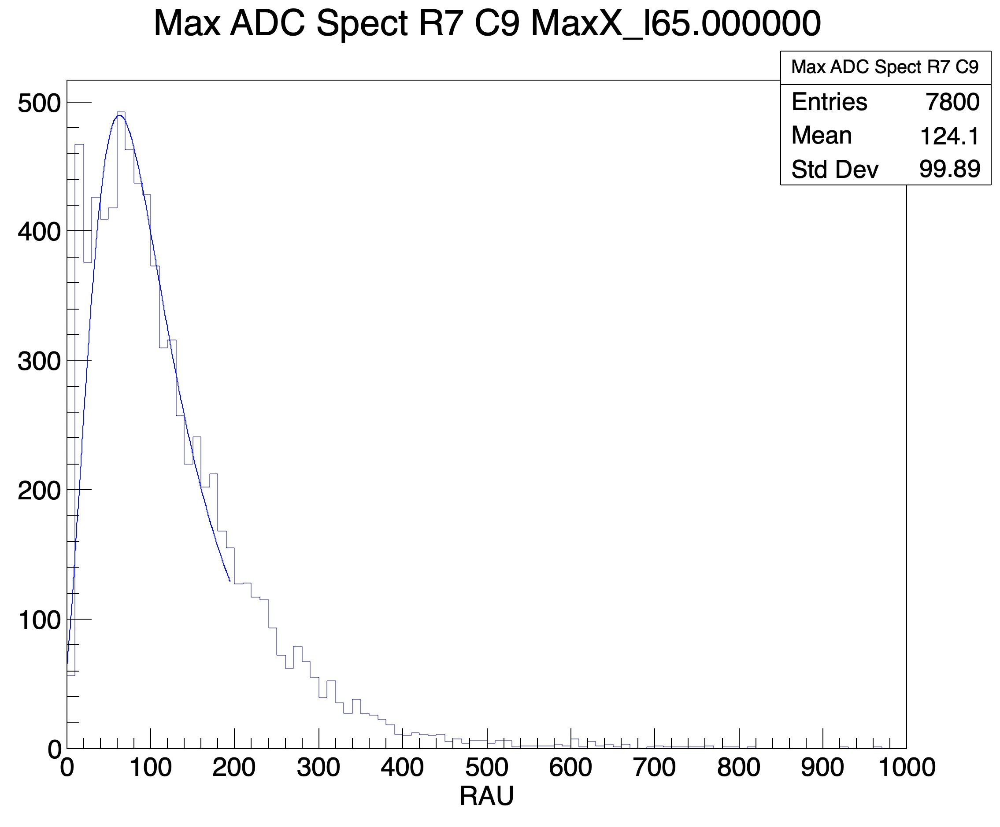 Max ADC Spect R7 C9 MaxX_l65.000000
Max ADC Spect R7 C9
Entries 7800
Mean 124.1
Std Dev 99.89
500
400
300
200
100
0
0 100 200 300 400 500 600 700 800 900 1000
RAU